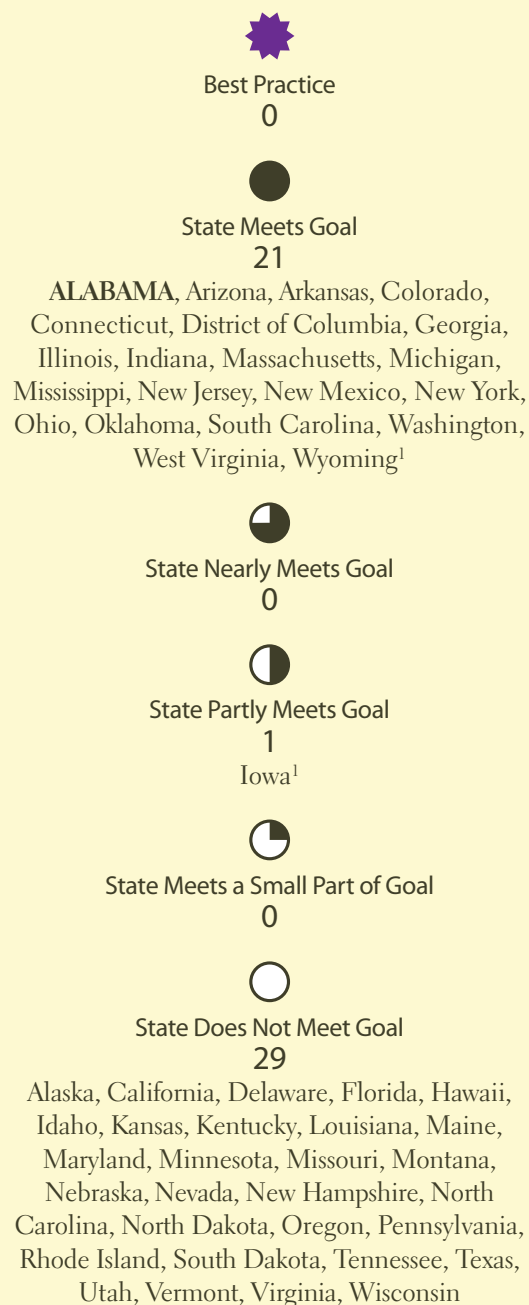 Best Practice
0
State Meets Goal
21
ALABAMA, Arizona, Arkansas, Colorado,
Connecticut, District of Columbia, Georgia,
Illinois, Indiana, Massachusetts, Michigan,
Mississippi, New Jersey, New Mexico, New York,
Ohio, Oklahoma, South Carolina, Washington,
West Virginia, Wyoming¹
State Nearly Meets Goal
0
State Partly Meets Goal
1
Iowa¹
State Meets a Small Part of Goal
0
State Does Not Meet Goal
29
Alaska, California, Delaware, Florida, Hawaii,
Idaho, Kansas, Kentucky, Louisiana, Maine,
Maryland, Minnesota, Missouri, Montana,
Nebraska, Nevada, New Hampshire, North
Carolina, North Dakota, Oregon, Pennsylvania,
Rhode Island, South Dakota, Tennessee, Texas,
Utah, Vermont, Virginia, Wisconsin